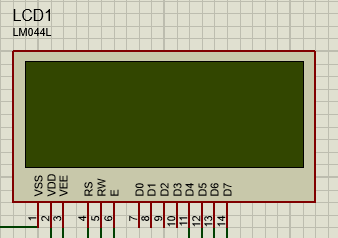 LCD1
LM044L
VSS VDD VEE RS RW E D0 D1 D2 D3 D4 D5 D6 D7
1 2 3 4 5 6 7 8 9 10 11 12 13 14